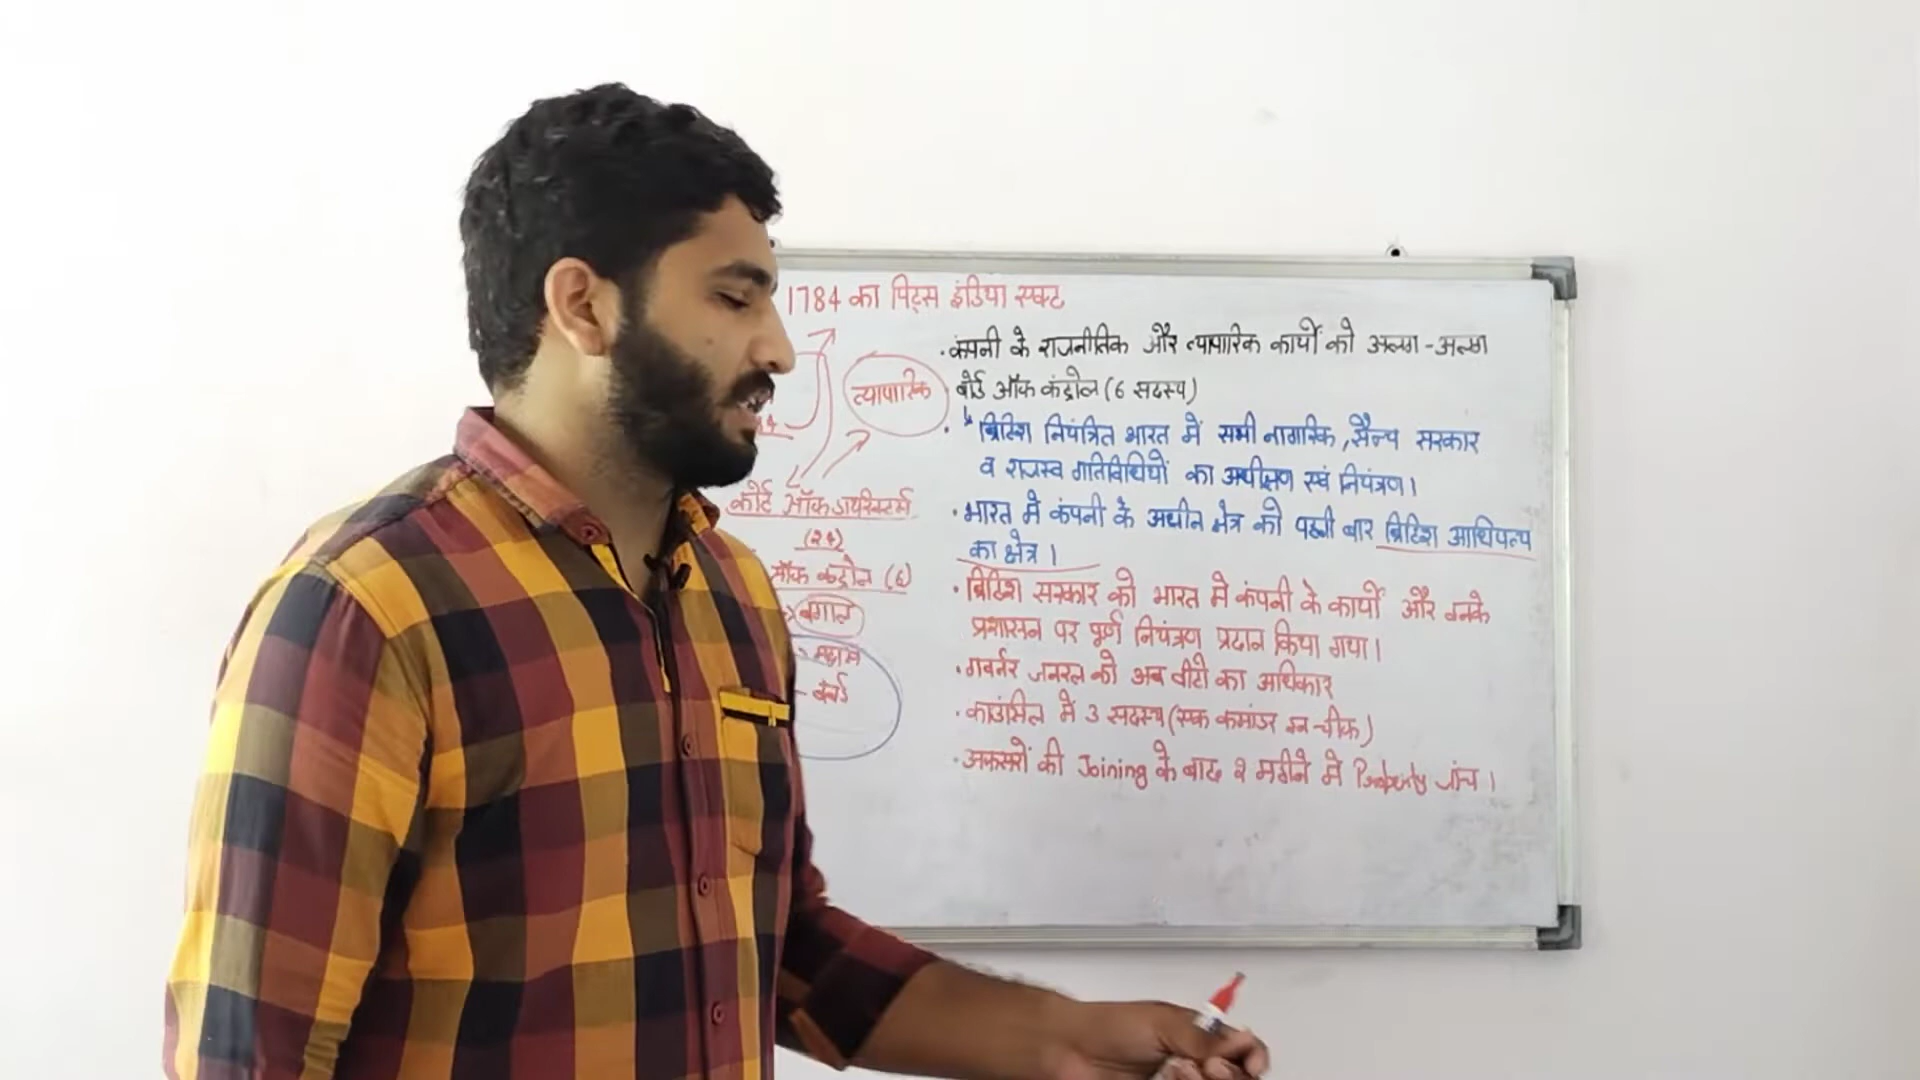 1784 का पिट्स इंडिया एक्ट
· कंपनी के राजनीतिक और व्यापारिक कार्यों को अलग-अलग
व्यापारिक
· बोर्ड ऑफ कंट्रोल (6 सदस्य)
· ब्रिटिश नियंत्रित भारत में सभी नागरिक, सैन्य सरकार
व राजस्व गतिविधियों का अधीक्षण एवं नियंत्रण।
कोर्ट ऑफ डायरेक्टर्स
(24)
· भारत में कंपनी के अधीन क्षेत्र को पहली बार ब्रिटिश आधिपत्य
का क्षेत्र।
ऑफ कंट्रोल (6)
बंगाल
मद्रास
- बंबई
· ब्रिटिश सरकार को भारत में कंपनी के कार्यों और उनके
प्रशासन पर पूर्ण नियंत्रण प्रदान किया गया।
· गवर्नर जनरल को अब वीटो का अधिकार
· काउंसिल में 3 सदस्य (एक कमांडर इन-चीफ)
· अफसरों की Joining के बाद 2 महीने में Property जांच।